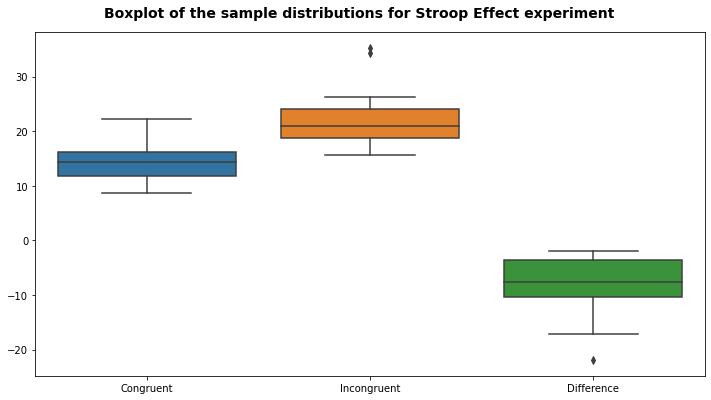 Boxplot of the sample distributions for Stroop Effect experiment
30
20
10
0
−10
−20
Congruent
Incongruent
Difference